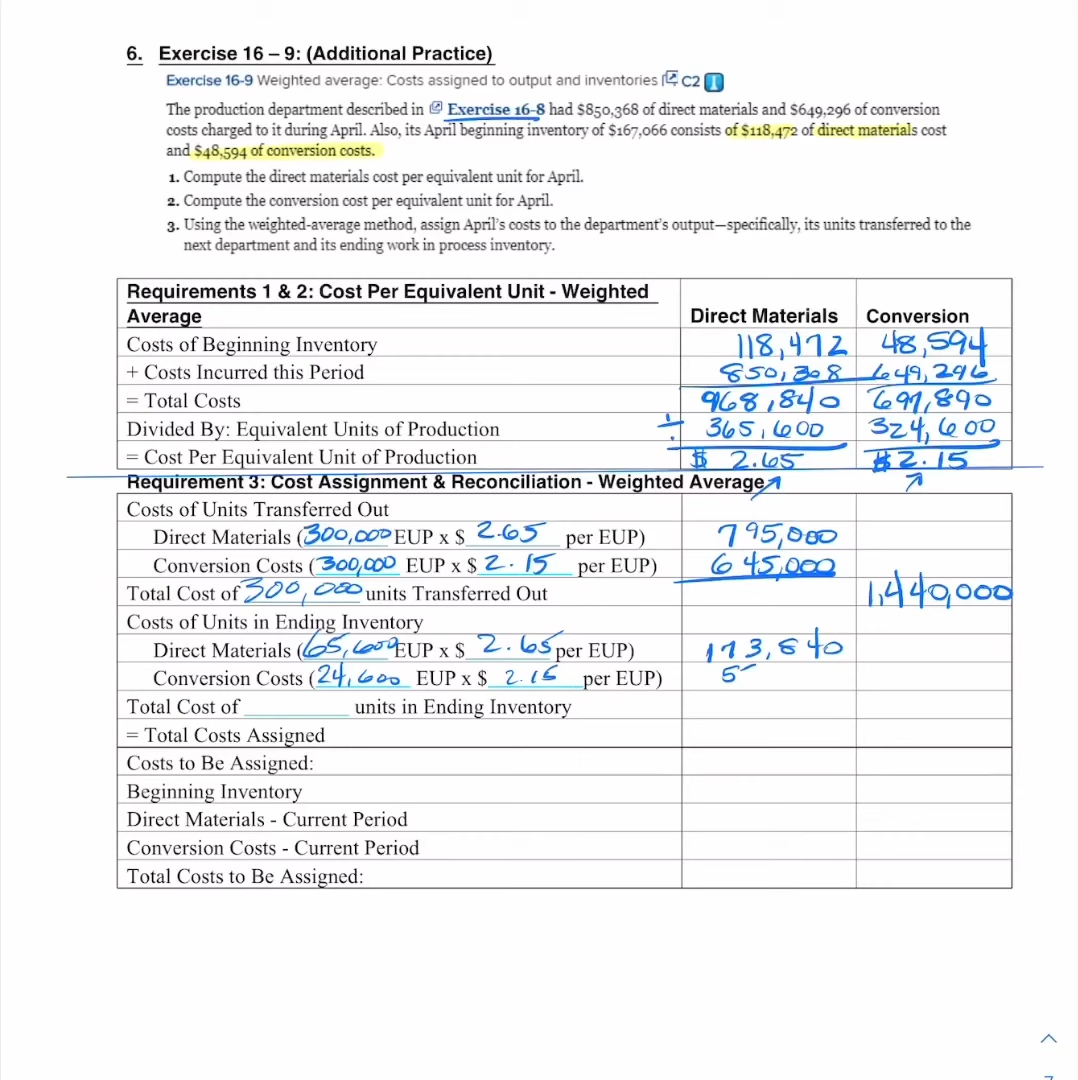 6. Exercise 16 – 9: (Additional Practice)
Exercise 16-9 Weighted average: Costs assigned to output and inventories C2
The production department described in Exercise 16-8 had $850,368 of direct materials and $649,296 of conversion
costs charged to it during April. Also, its April beginning inventory of $167,066 consists of $118,472 of direct materials cost
and $48,594 of conversion costs.
1. Compute the direct materials cost per equivalent unit for April.
2. Compute the conversion cost per equivalent unit for April.
3. Using the weighted-average method, assign April's costs to the department's output—specifically, its units transferred to the
next department and its ending work in process inventory.
Requirements 1 & 2: Cost Per Equivalent Unit - Weighted
Average Direct Materials Conversion
Costs of Beginning Inventory 118,472 48,594
+ Costs Incurred this Period 850,368 649,296
= Total Costs 968,840 697,890
Divided By: Equivalent Units of Production ÷ 365,600 324,600
= Cost Per Equivalent Unit of Production $ 2.65 $2.15
Requirement 3: Cost Assignment & Reconciliation - Weighted Average
Costs of Units Transferred Out
Direct Materials (300,000 EUP x $ 2.65 per EUP) 795,000
Conversion Costs (300,000 EUP x $ 2.15 per EUP) 645,000
Total Cost of 300,000 units Transferred Out 1,440,000
Costs of Units in Ending Inventory
Direct Materials (65,600 EUP x $ 2.65 per EUP) 173,840
Conversion Costs (24,600 EUP x $ 2.15 per EUP) 5
Total Cost of units in Ending Inventory
= Total Costs Assigned
Costs to Be Assigned:
Beginning Inventory
Direct Materials - Current Period
Conversion Costs - Current Period
Total Costs to Be Assigned: